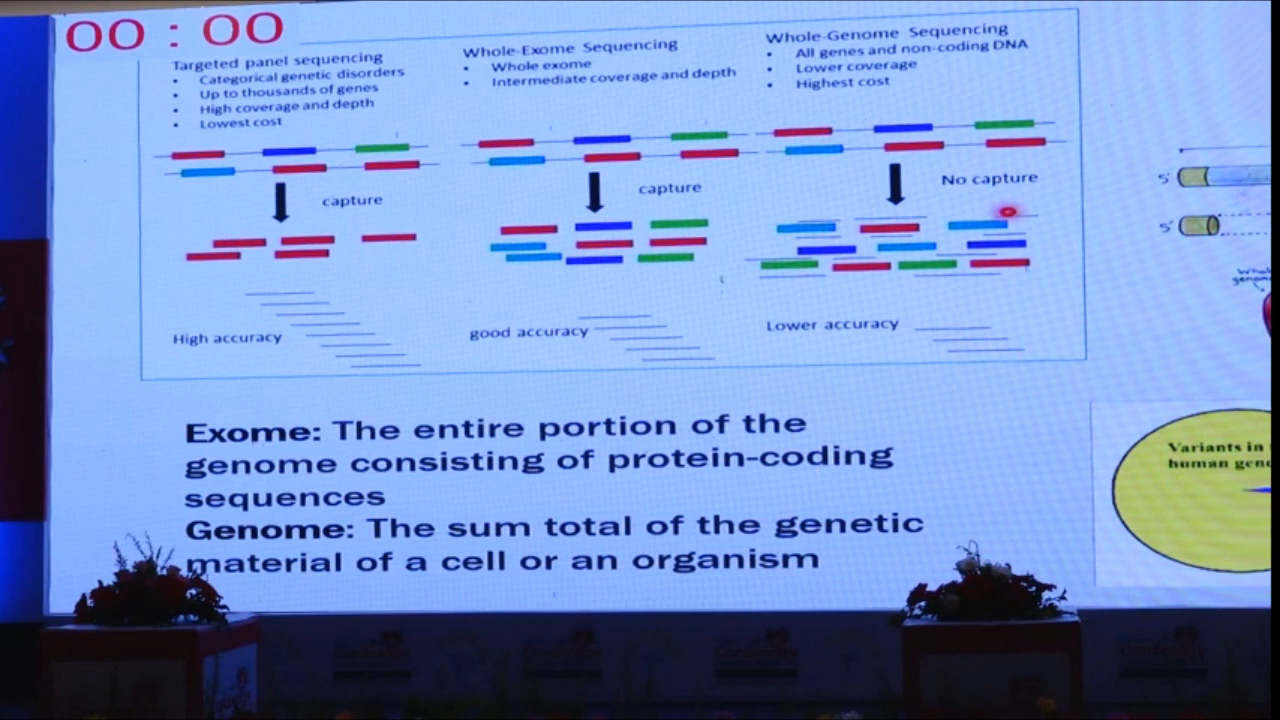 00 : 00
Targeted panel sequencing
• Categorical genetic disorders
• Up to thousands of genes
• High coverage and depth
• Lowest cost
capture
High accuracy
Whole-Exome Sequencing
• Whole exome
• Intermediate coverage and depth
capture
good accuracy
Whole-Genome Sequencing
• All genes and non-coding DNA
• Lower coverage
• Highest cost
No capture
Lower accuracy
5'
5'
Exome: The entire portion of the
genome consisting of protein-coding
sequences
Genome: The sum total of the genetic
material of a cell or an organism
Variants in
human